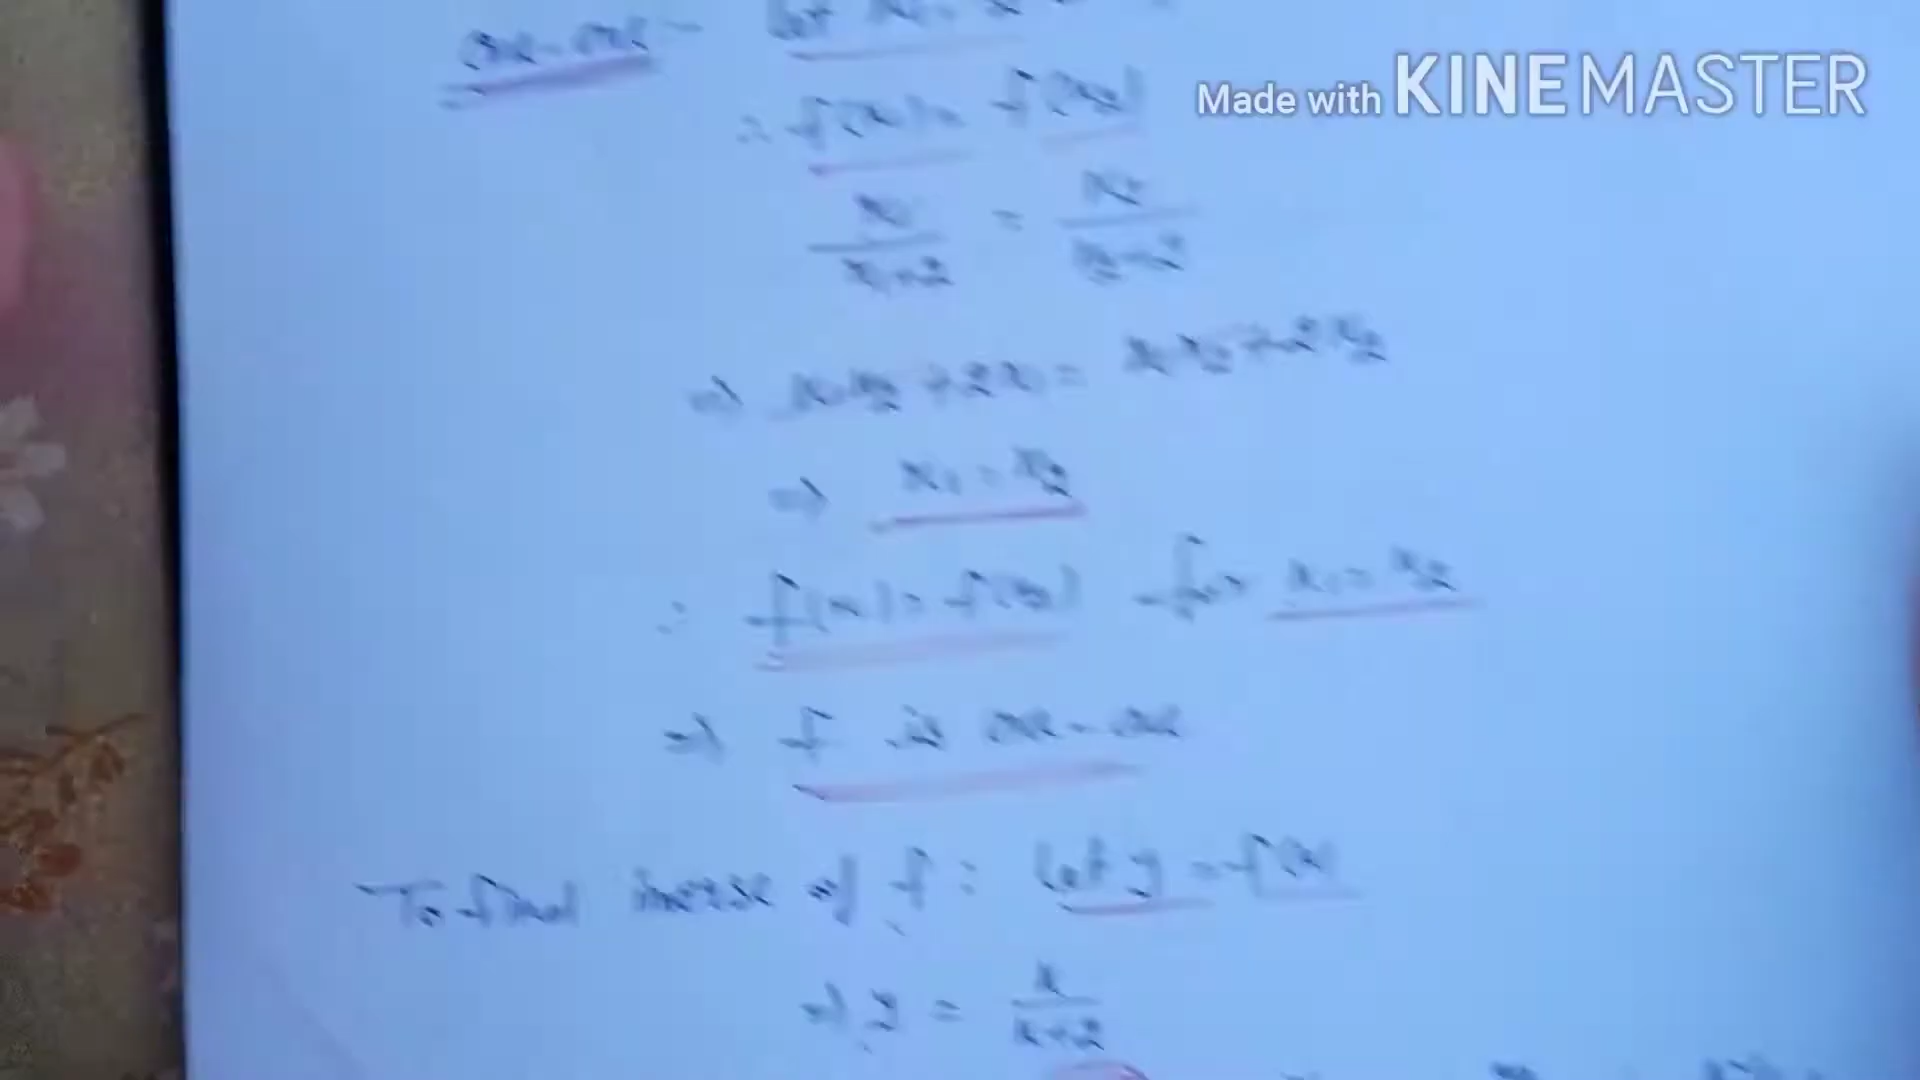 one-one - let x₁ =
Made with KINEMASTER
∴ f(x₁) = f(x₂)
x₁/x₁+2 = x₂/x₂+2
⇒ x₁x₂ + 2x₁ = x₁x₂ + 2x₂
⇒ x₁ = x₂
∴ f(x₁) = f(x₂) for x₁ = x₂
⇒ f is one-one
To find inverse of f : let y = f(x)
⇒ y = x/x+2